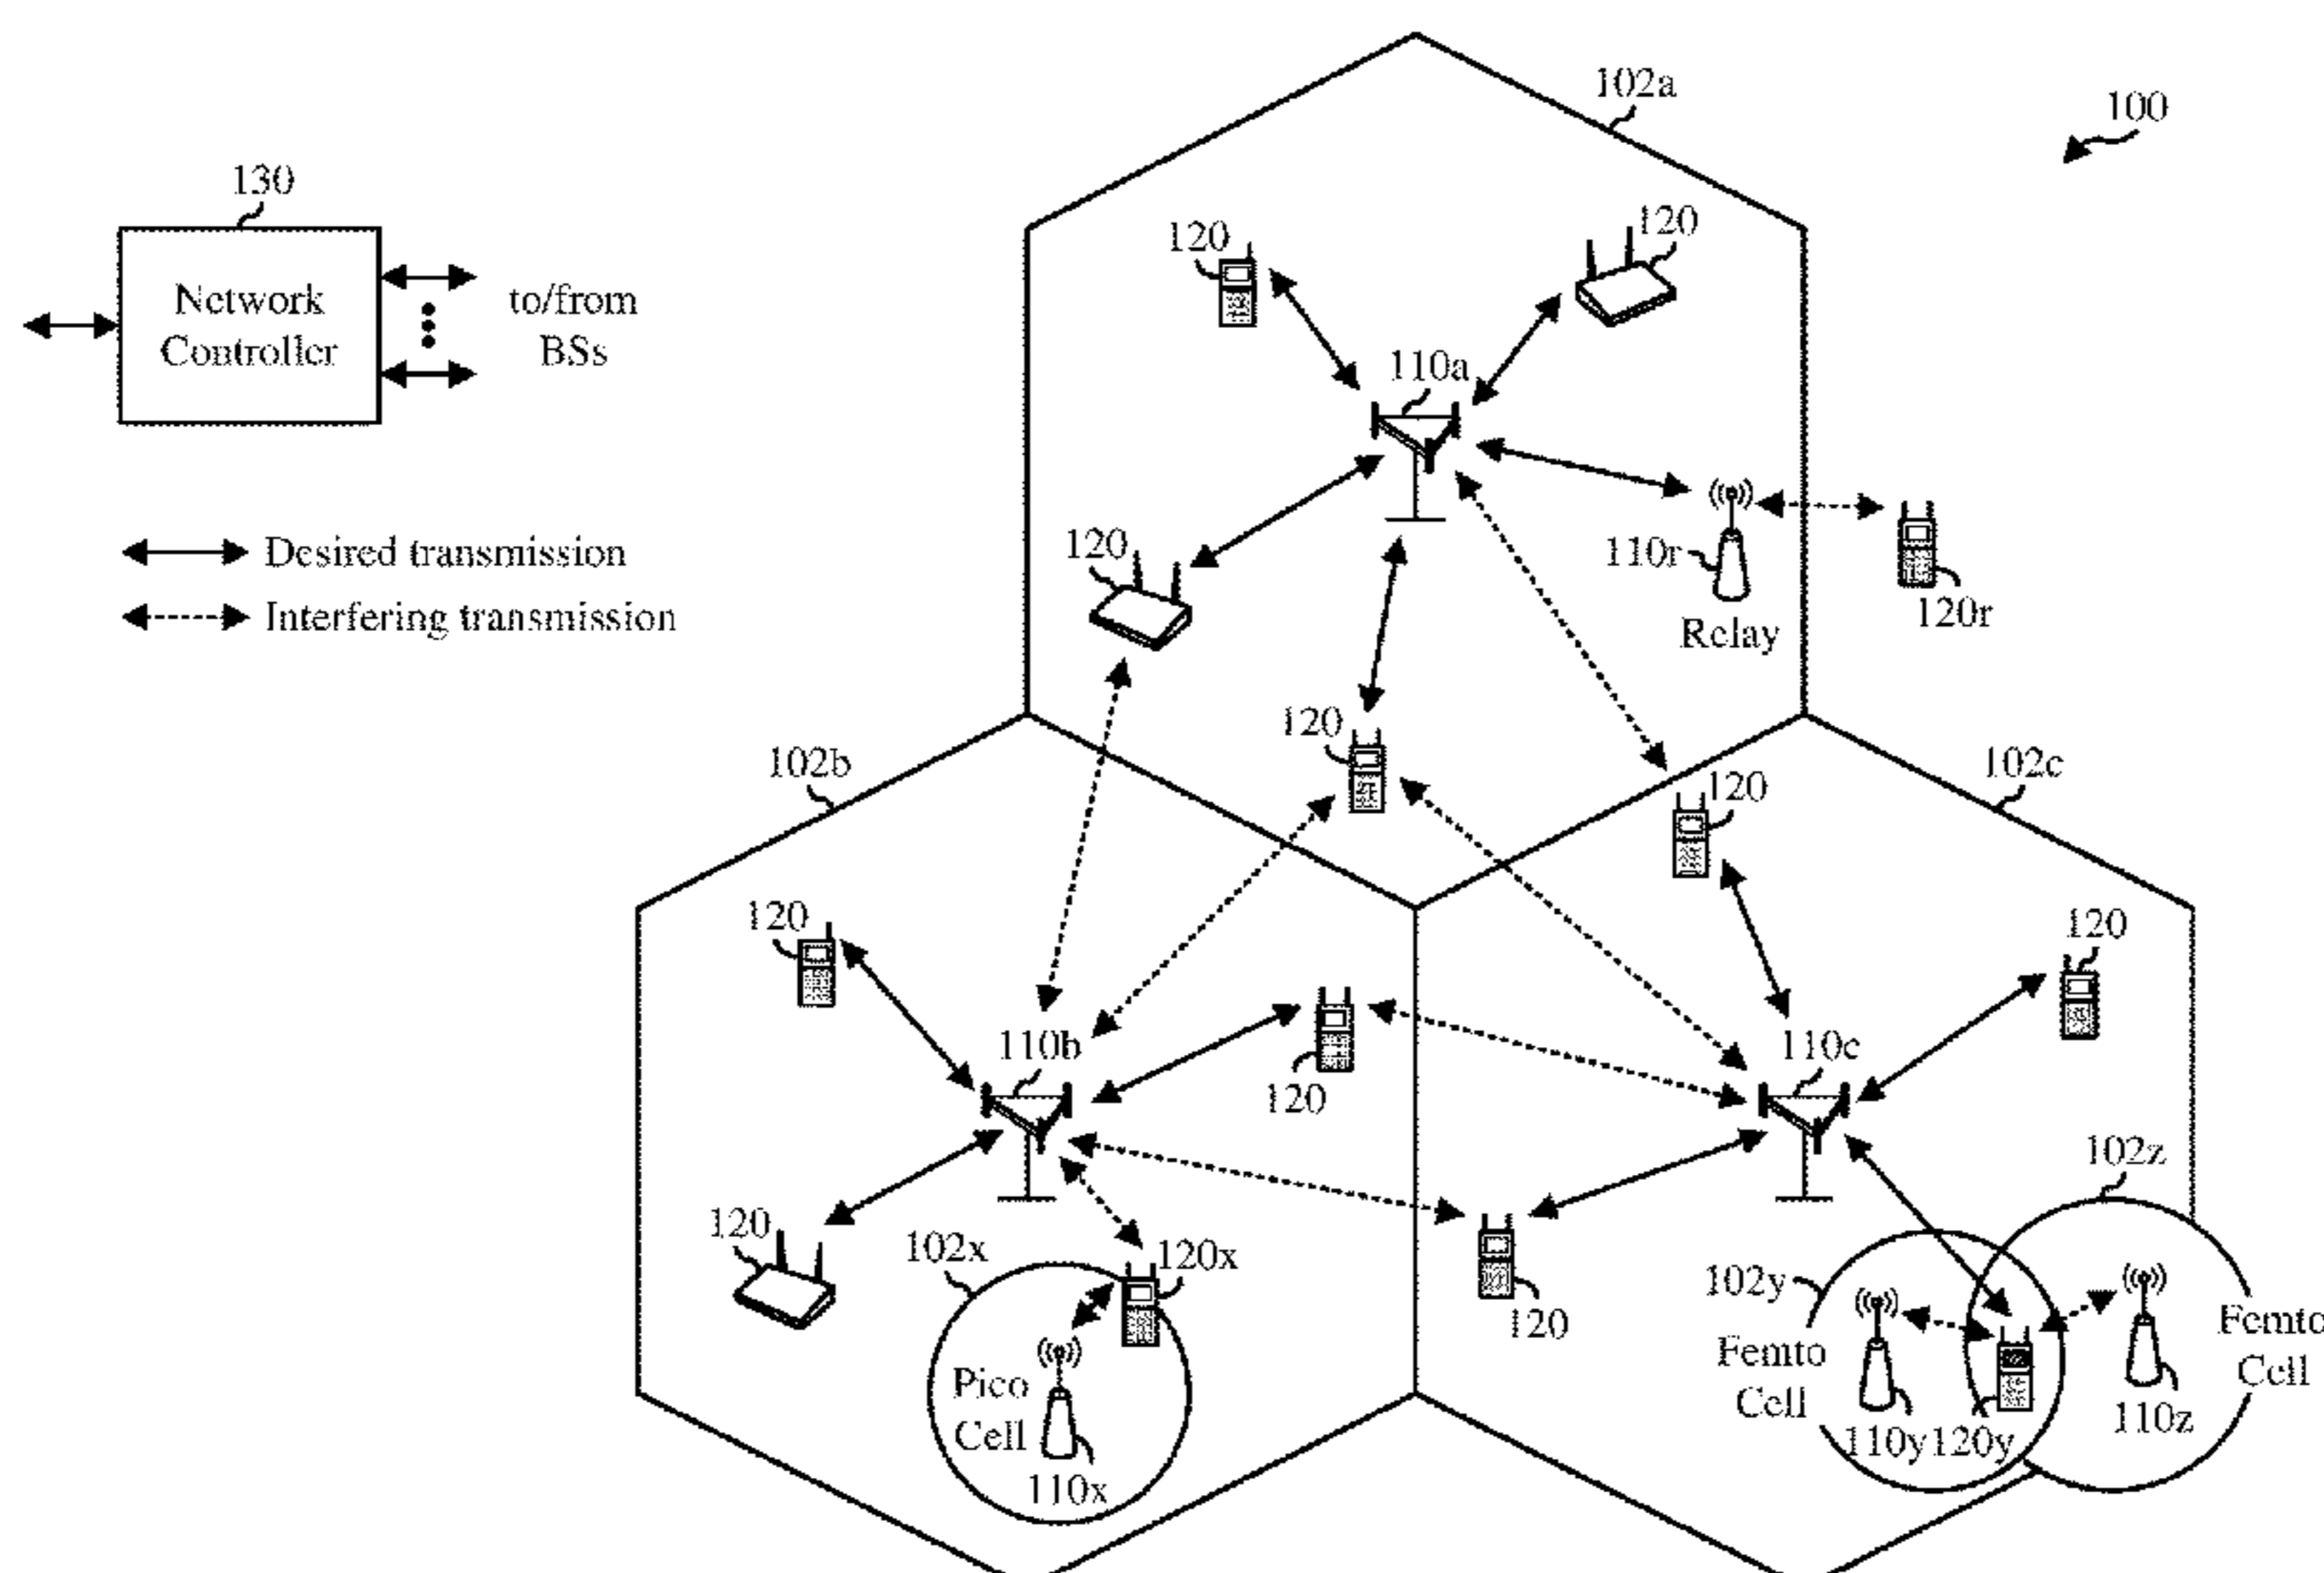 102a
100
130
120
120
Network
Controller
to/from
BSs
110a
Desired transmission
Interfering transmission
120
110r
120r
Relay
120
102b
102c
120
120
120
110b
110c
120
102z
120
102x
120x
102y
120
Femto
Cell
Femto
Cell
Pico
Cell
110x
110y
120y
110z